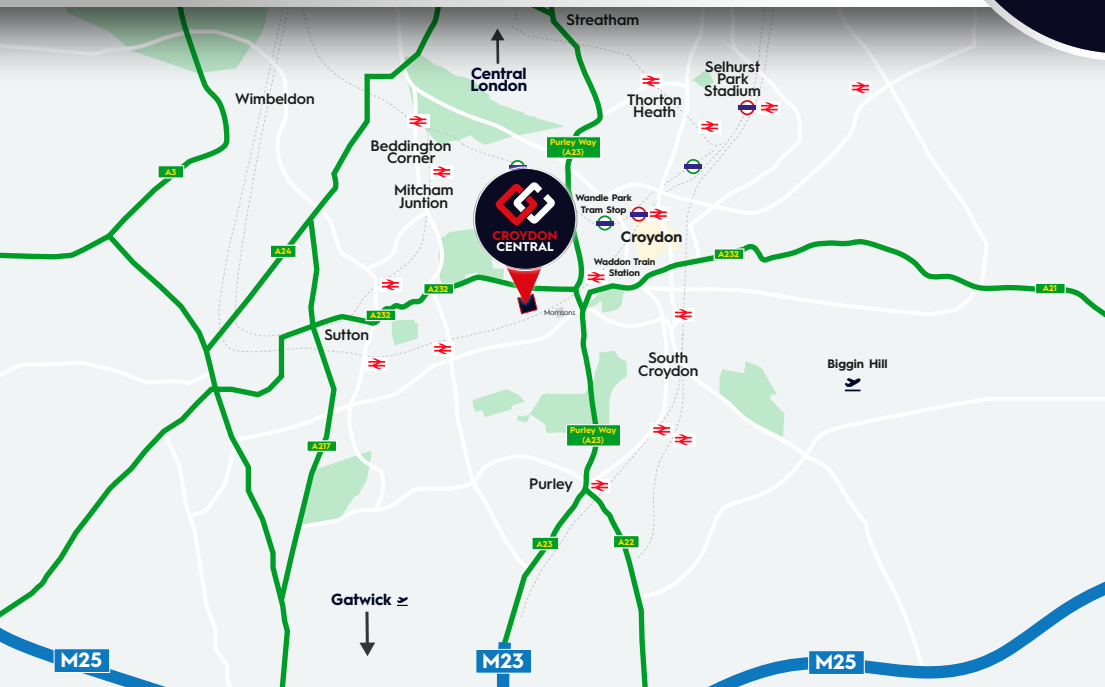 Streatham
Central
London
Selhurst
Park
Stadium
Wimbeldon
Thorton
Heath
Beddington
Corner
Purley Way
(A23)
A3
Mitcham
Juntion
Wandle Park
Tram Stop
CROYDON
CENTRAL
Croydon
A24
A232
Waddon Train
Station
A232
A21
A232
Morrisons
Sutton
South
Croydon
Biggin Hill
Purley Way
(A23)
A217
Purley
A23
A22
Gatwick
M25
M23
M25